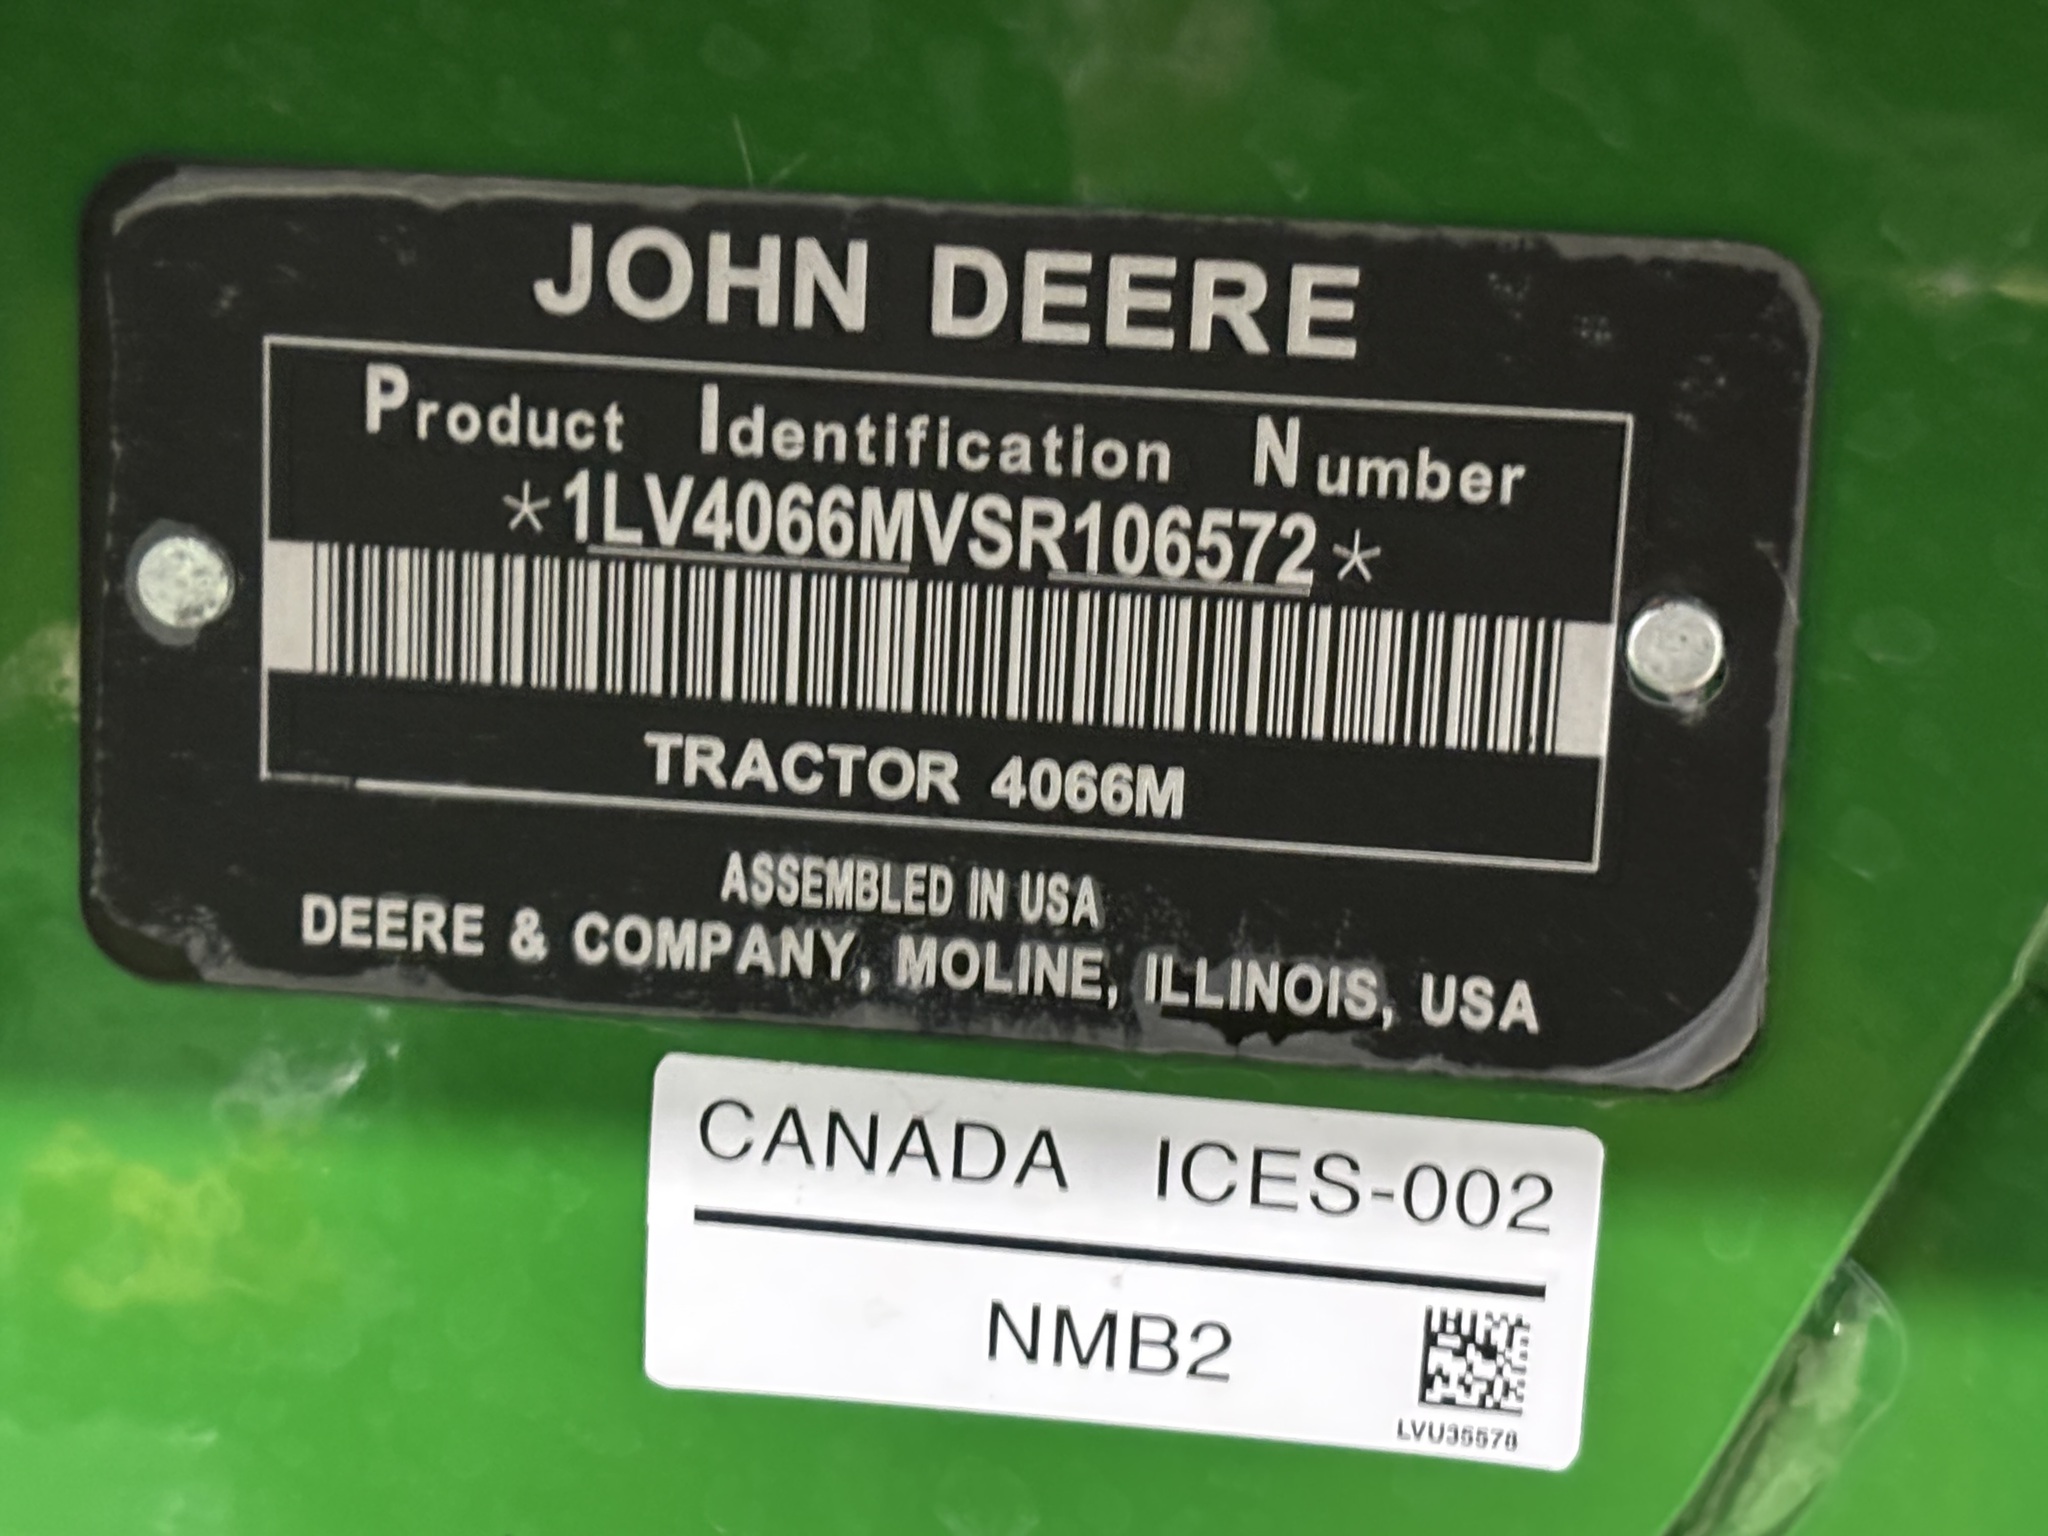 JOHN DEERE
Product Identification Number
*1LV4066MVSR106572*
TRACTOR 4066M
ASSEMBLED IN USA
DEERE & COMPANY, MOLINE, ILLINOIS, USA
CANADA ICES-002
NMB2
LVU35578